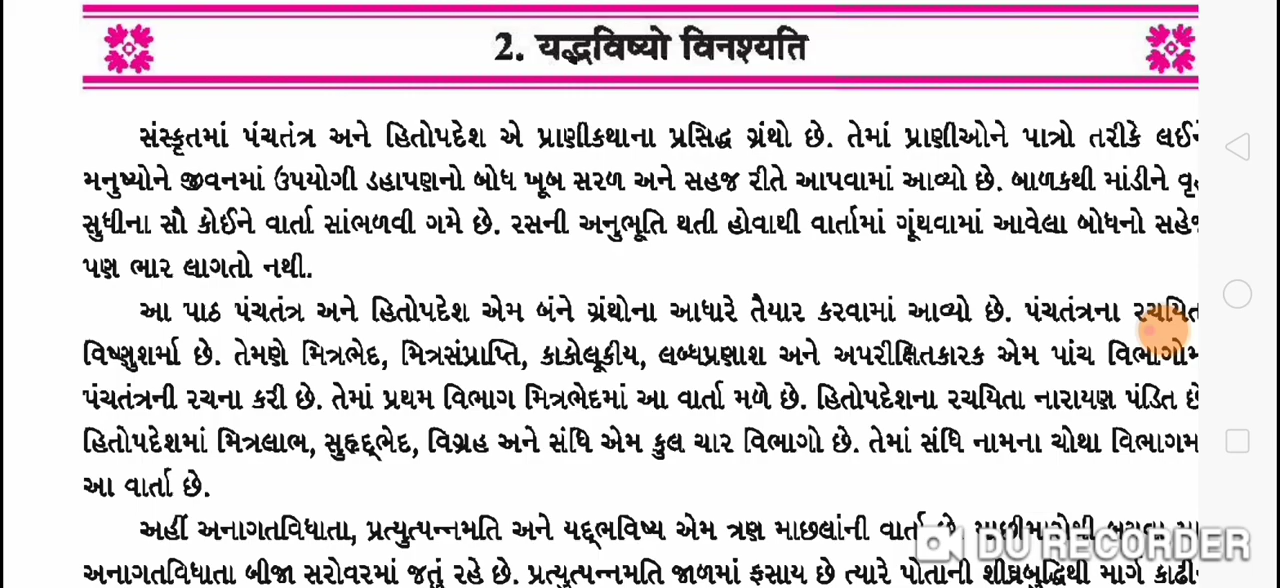 2. यद्भविष्यो विनश्यति
સંસ્કૃતમાં પંચતંત્ર અને હિતોપદેશ એ પ્રાણીકથાના પ્રસિદ્ધ ગ્રંથો છે. તેમાં પ્રાણીઓને પાત્રો તરીકે
મનુષ્યોને જીવનમાં ઉપયોગી ડહાપણનો બોધ ખૂબ સરળ અને સહજ રીતે આપવામાં આવ્યો છે. બાળકથી માંડીને
સુધીના સૌ કોઈને વાર્તા સાંભળવી ગમે છે. રસની અનુભૂતિ થતી હોવાથી વાર્તામાં ગૂંથવામાં આવેલા બોધનો
પણ ભાર લાગતો નથી.
આ પાઠ પંચતંત્ર અને હિતોપદેશ એમ બંને ગ્રંથોના આધારે તૈયાર કરવામાં આવ્યો છે. પંચતંત્રના
વિષ્ણુશર્મા છે. તેમણે મિત્રભેદ, મિત્રસંપ્રાપ્તિ, કાકોલૂકીય, લબ્ધપ્રણાશ અને અપરીક્ષિતકારક એમ પાંચ
પંચતંત્રની રચના કરી છે. તેમાં પ્રથમ વિભાગ મિત્રભેદમાં આ વાર્તા મળે છે. હિતોપદેશના રચયિતા નારાયણ પંડિત
હિતોપદેશમાં મિત્રલાભ, સુહૃદ્ભેદ, વિગ્રહ અને સંધિ એમ કુલ ચાર વિભાગો છે. તેમાં સંધિ નામના ચોથા
આ વાર્તા છે.
અહીં અનાગતવિધાતા, પ્રત્યુત્પન્નમતિ અને યદ્ભવિષ્ય એમ ત્રણ માછલાંની વાર્તા છે.
DU RECORDER
અનાગતવિધાતા બીજા સરોવરમાં જતું રહે છે. પ્રત્યુત્પન્નમતિ જાળમાં ફસાય છે ત્યારે પોતાની શીઘ્રબુદ્ધિથી માર્ગ